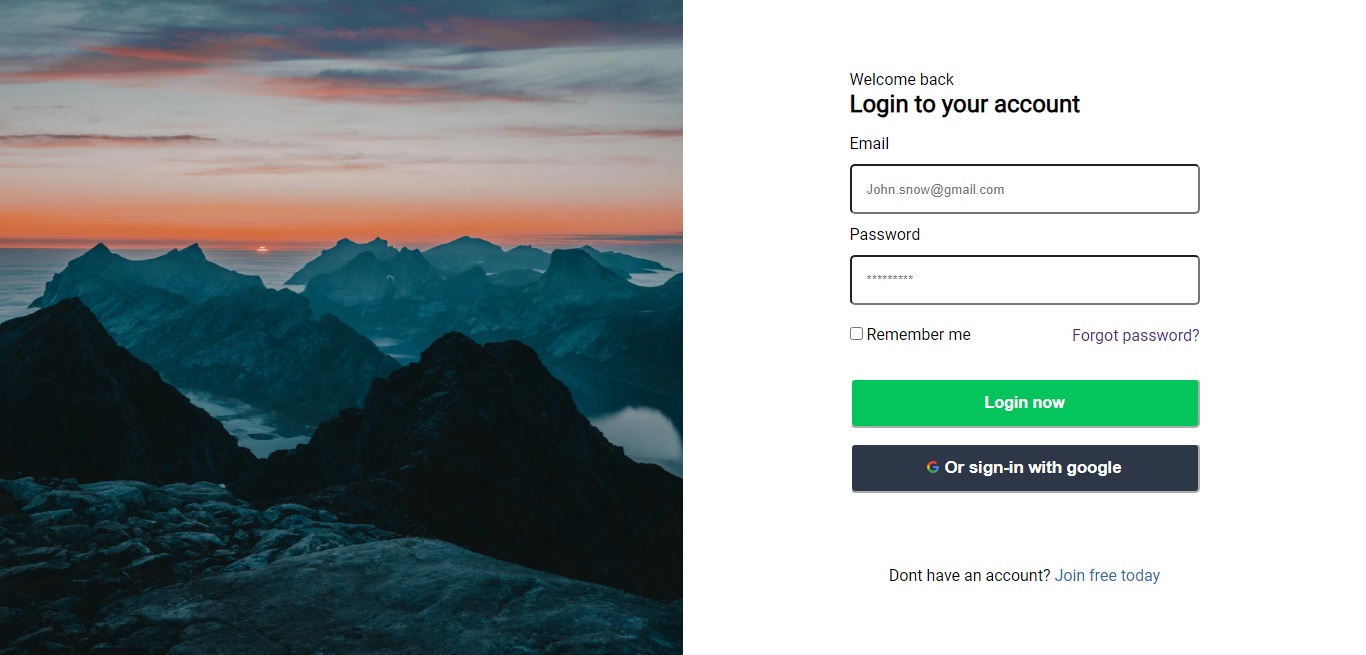 Welcome back
Login to your account
Email
John.snow@gmail.com
Password
*********
Remember me Forgot password?
Login now
Or sign-in with google
Dont have an account? Join free today